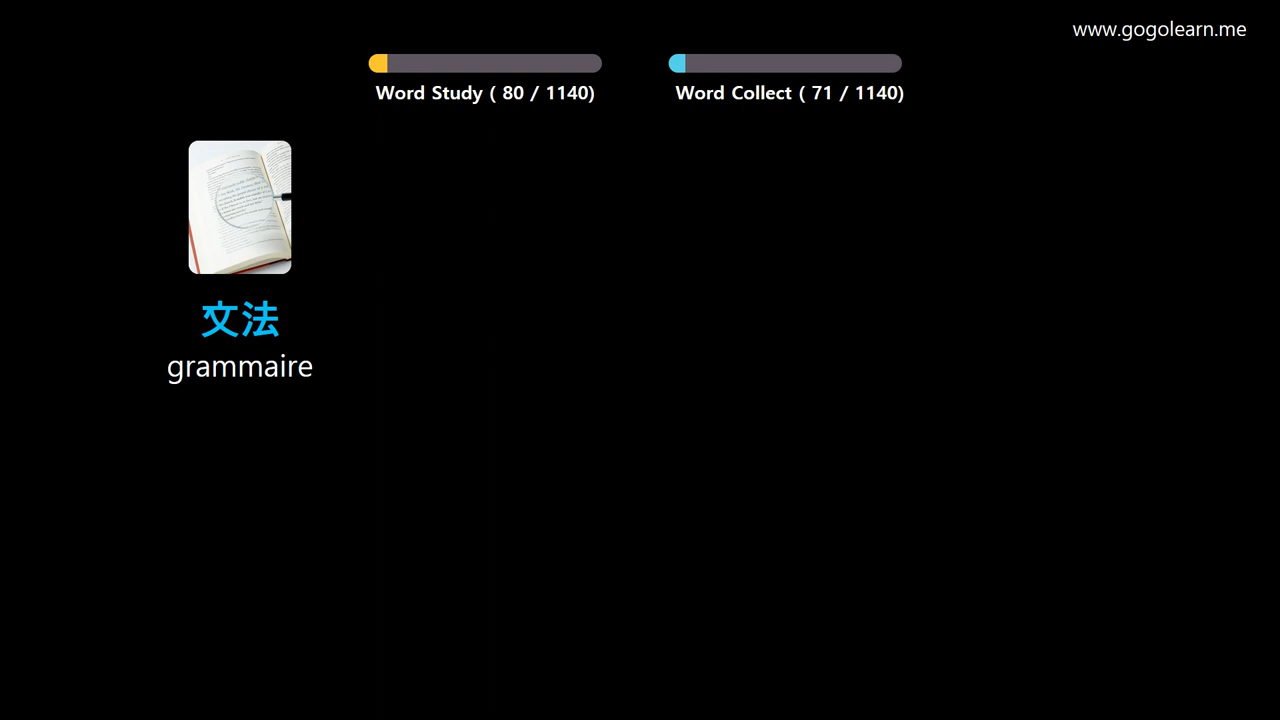 www.gogolearn.me
Word Study ( 80 / 1140)
Word Collect ( 71 / 1140)
文法
grammaire